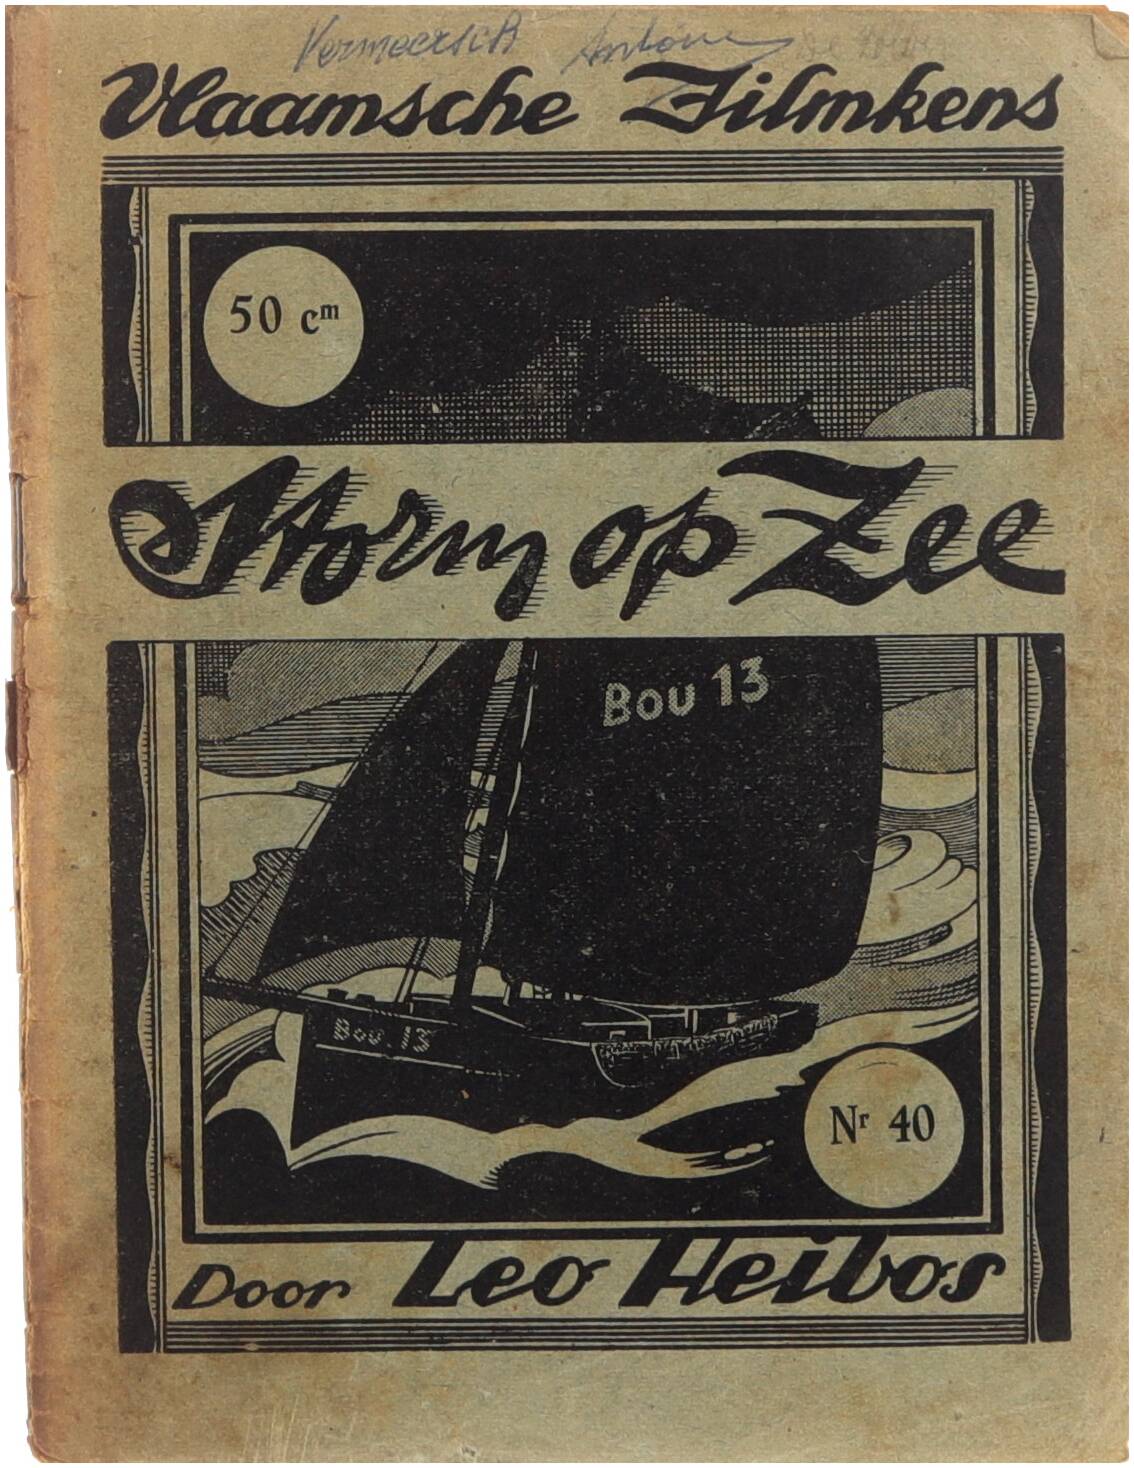 Vermeersch Antoine
Vlaamsche Filmkens
50 cm
Storm op Zee
Bou 13
Bou. 13
Nr 40
Door Leo Heibos